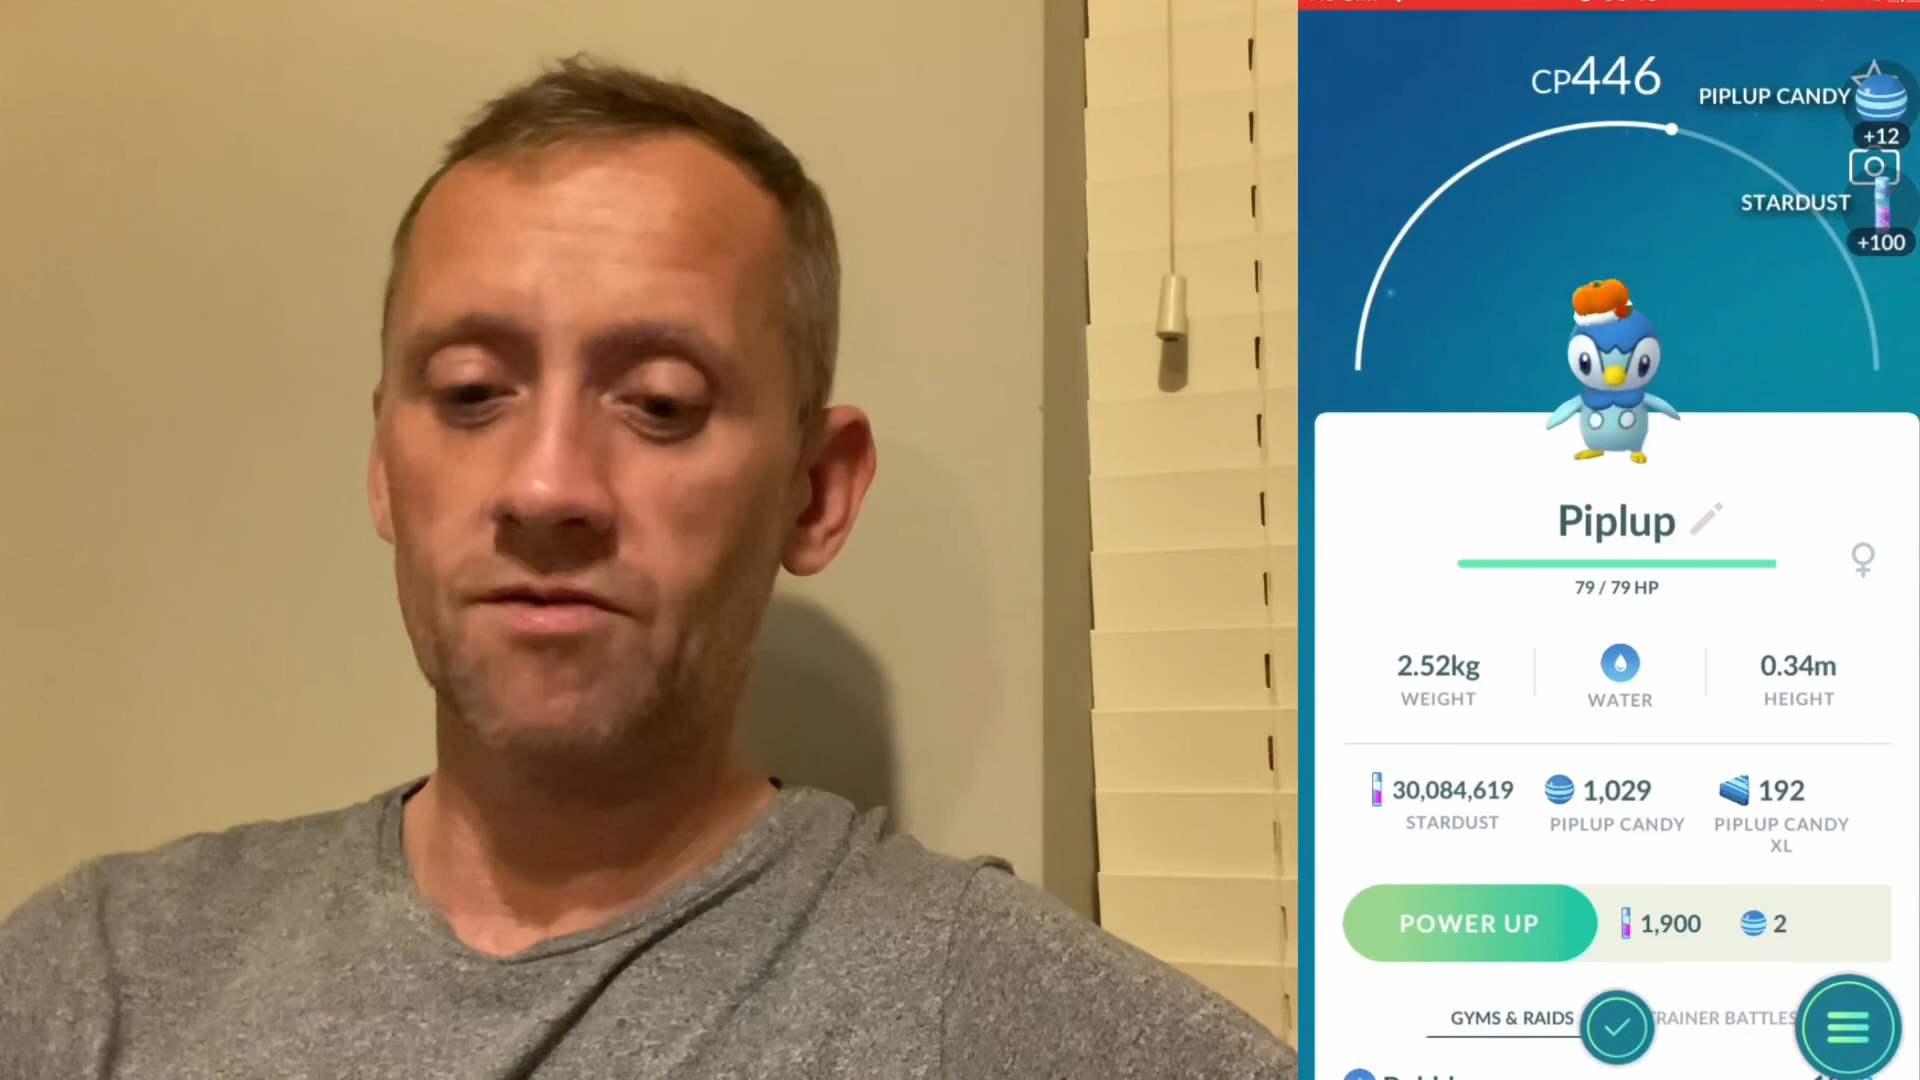 CP446
PIPLUP CANDY
+12
STARDUST
+100
Piplup
79 / 79 HP
2.52kg
WEIGHT
WATER
0.34m
HEIGHT
30,084,619
STARDUST
1,029
PIPLUP CANDY
192
PIPLUP CANDY
XL
POWER UP
1,900
2
GYMS & RAIDS
TRAINER BATTLES